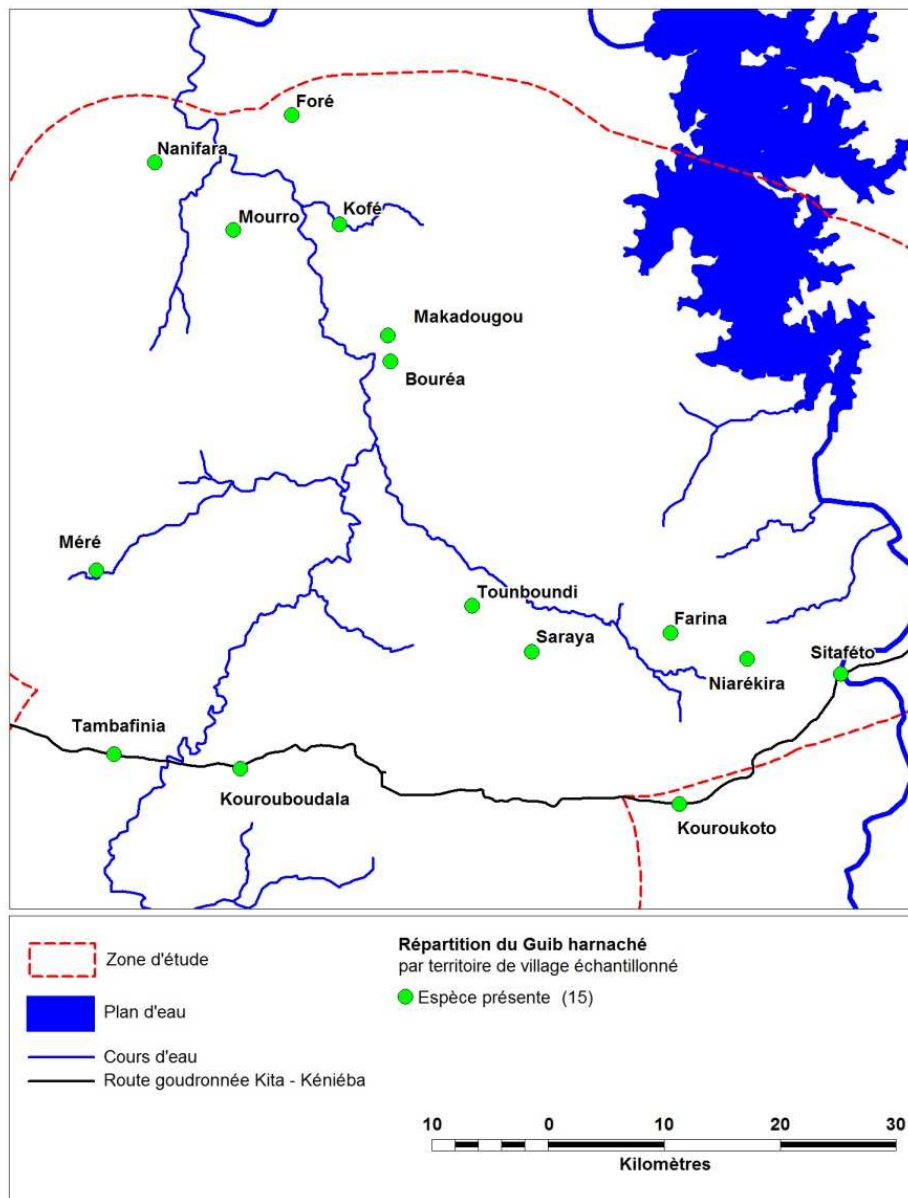 Foré
Nanifara
Mourro
Kofé
Makadougou
Bouréa
Méré
Tounboundi
Farina
Saraya
Sitaféto
Niarékira
Tambafinia
Kourouboudala
Kouroukoto
Zone d'étude
Plan d'eau
Cours d'eau
Route goudronnée Kita - Kéniéba
Répartition du Guib harnaché
par territoire de village échantillonné
Espèce présente (15)
10 0 10 20 30
Kilomètres